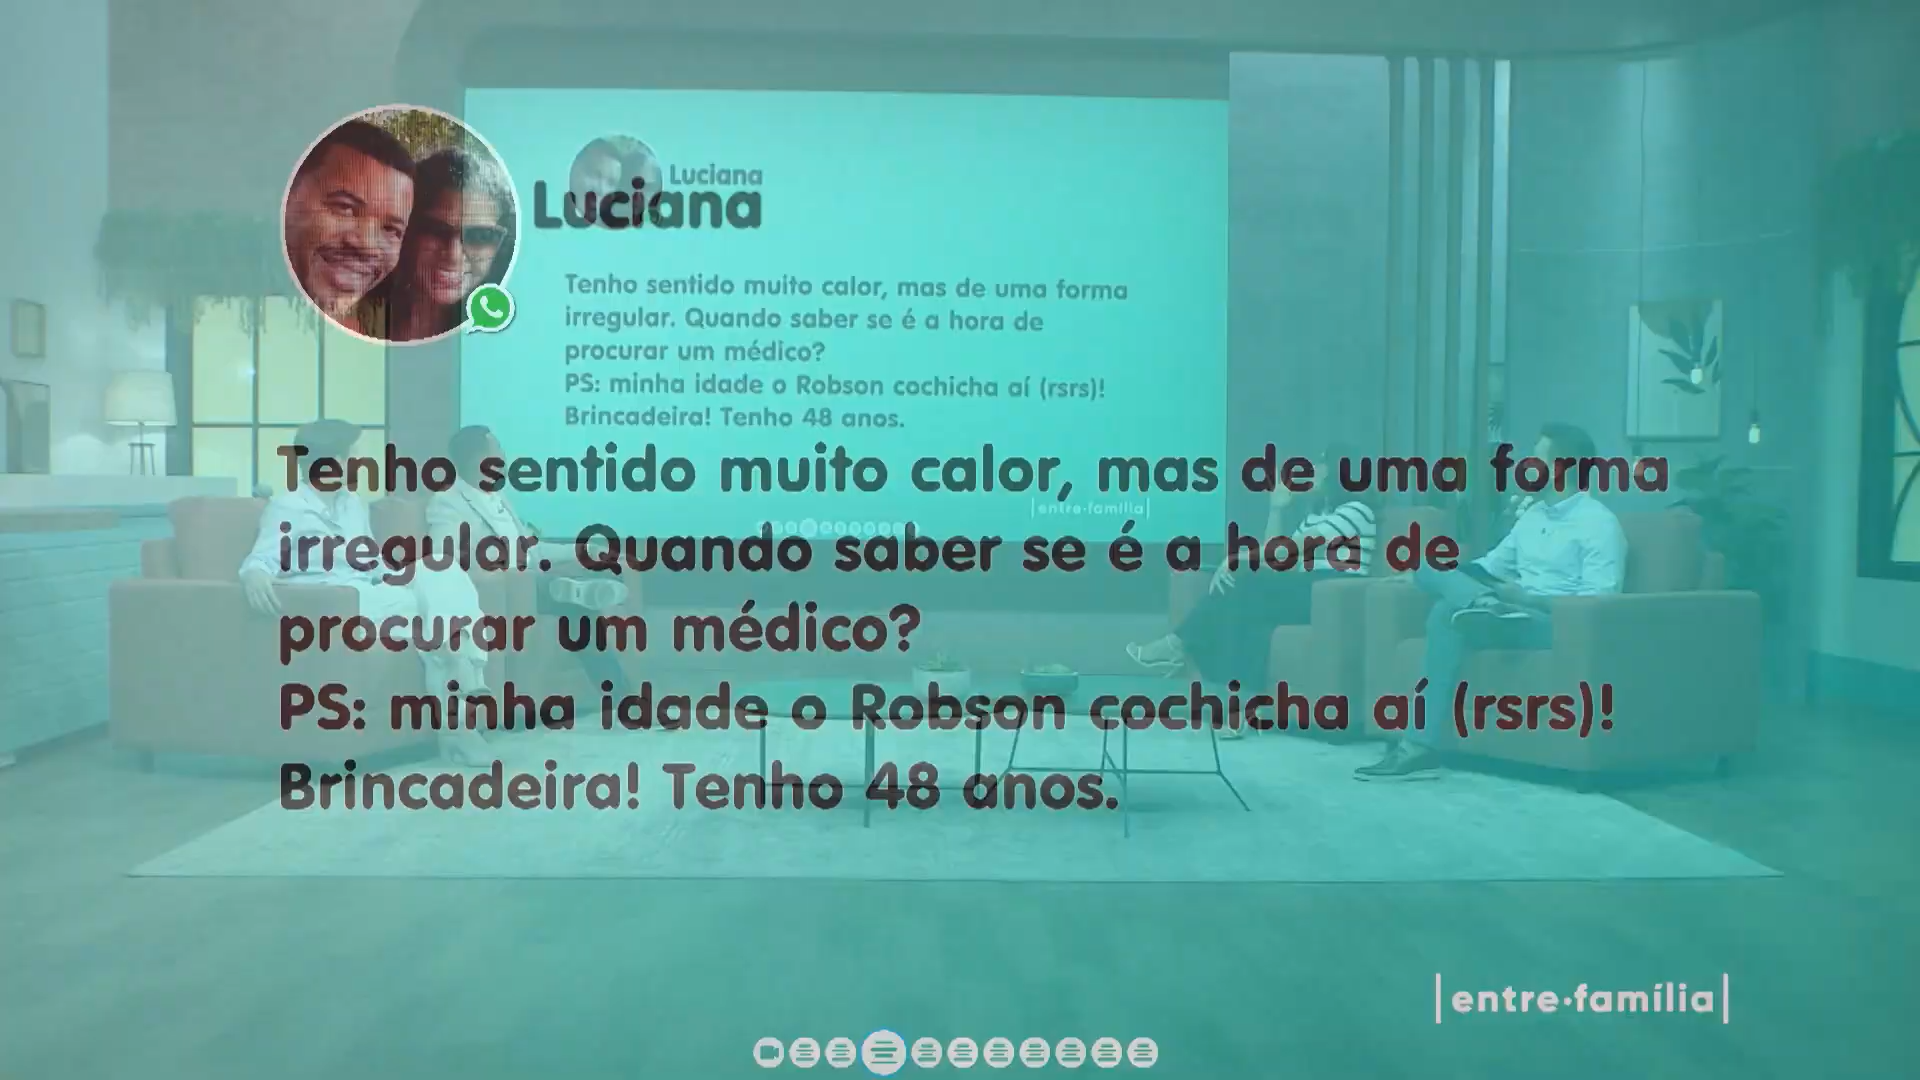 Luciana
Luciana
Tenho sentido muito calor, mas de uma forma
irregular. Quando saber se é a hora de
procurar um médico?
PS: minha idade o Robson cochicha aí (rsrs)!
Brincadeira! Tenho 48 anos.
|entre·família|
Tenho sentido muito calor, mas de uma forma
irregular. Quando saber se é a hora de
procurar um médico?
PS: minha idade o Robson cochicha aí (rsrs)!
Brincadeira! Tenho 48 anos.
|entre·família|